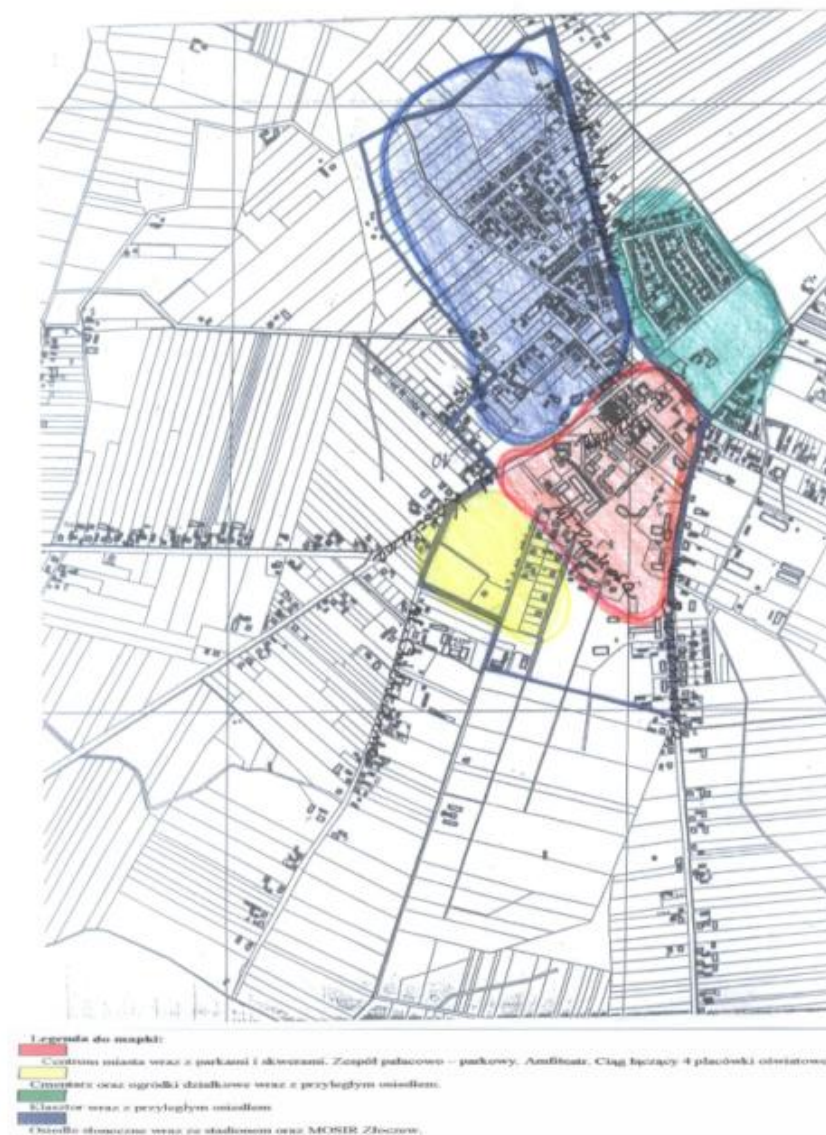 Legenda do mapki:
Centrum miasta wraz z parkami i skwerami. Zespół pałacowo – parkowy. Amfiteatr. Ciąg łączący 4 placówki oświatowe
Cmentarz oraz ogródki działkowe wraz z przyległym osiedlem.
Klasztor wraz z przyległym osiedlem
Osiedle słoneczne wraz ze stadionem oraz MOSIR Złoczew.